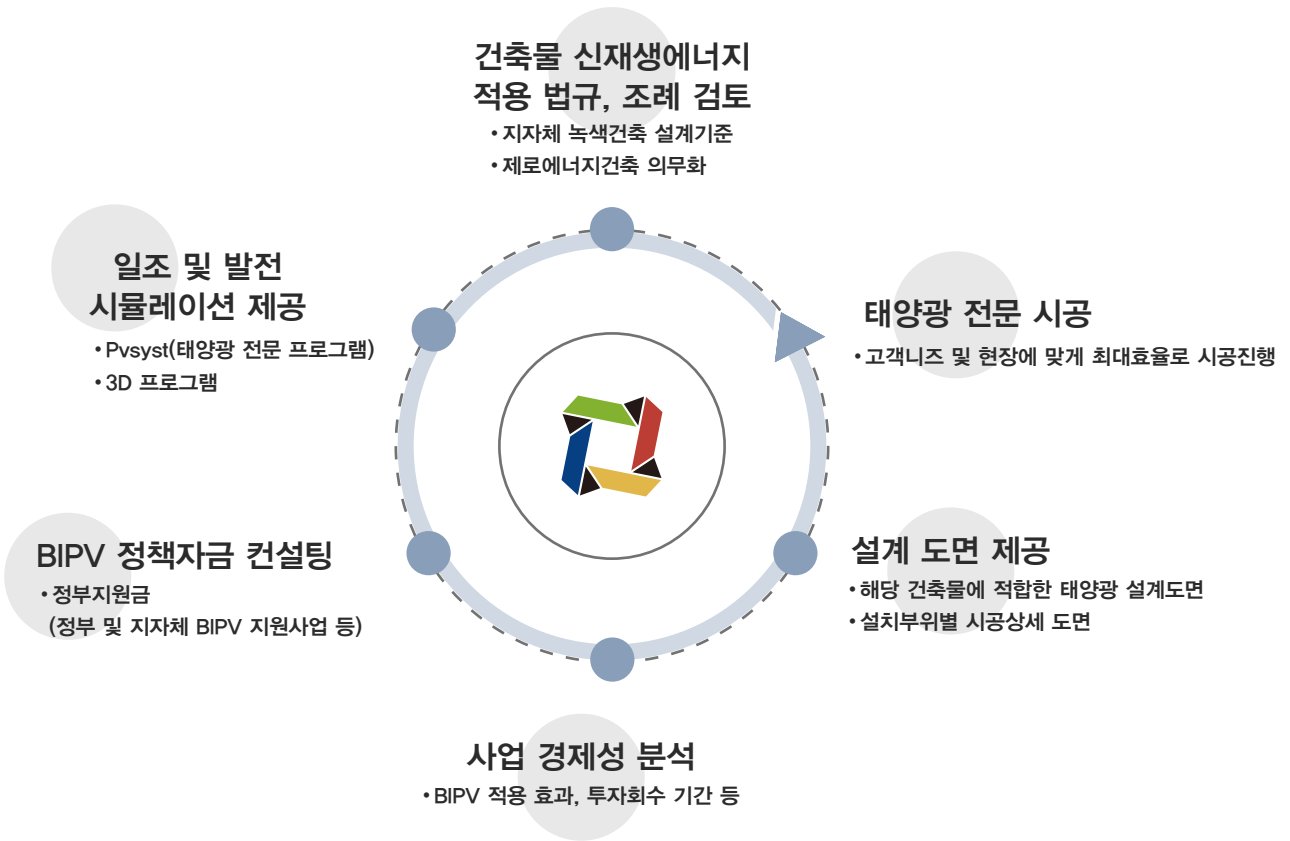 건축물 신재생에너지
적용 법규, 조례 검토
•지자체 녹색건축 설계기준
•제로에너지건축 의무화
일조 및 발전
시뮬레이션 제공
•Pvsyst(태양광 전문 프로그램)
•3D 프로그램
태양광 전문 시공
•고객니즈 및 현장에 맞게 최대효율로 시공진행
BIPV 정책자금 컨설팅
•정부지원금
(정부 및 지자체 BIPV 지원사업 등)
설계 도면 제공
•해당 건축물에 적합한 태양광 설계도면
•설치부위별 시공상세 도면
사업 경제성 분석
•BIPV 적용 효과, 투자회수 기간 등